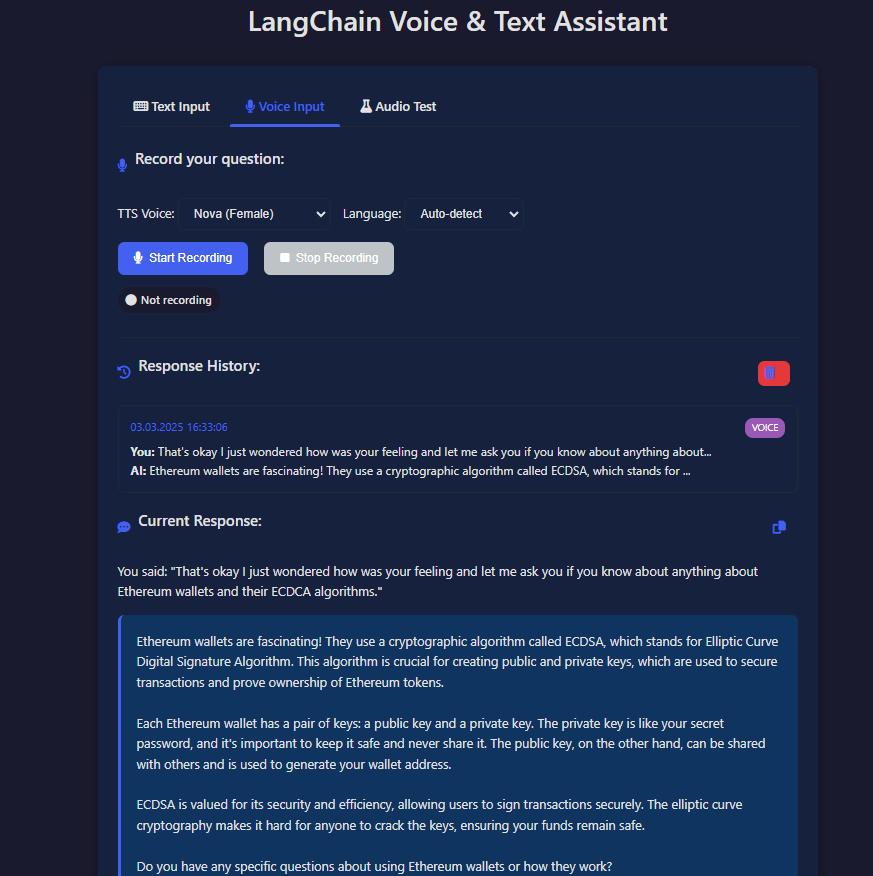 LangChain Voice & Text Assistant
Text Input Voice Input Audio Test
Record your question:
TTS Voice: Nova (Female) Language: Auto-detect
Start Recording Stop Recording
Not recording
Response History:
03.03.2025 16:33:06 VOICE
You: That's okay I just wondered how was your feeling and let me ask you if you know about anything about...
AI: Ethereum wallets are fascinating! They use a cryptographic algorithm called ECDSA, which stands for ...
Current Response:
You said: "That's okay I just wondered how was your feeling and let me ask you if you know about anything about
Ethereum wallets and their ECDCA algorithms."
Ethereum wallets are fascinating! They use a cryptographic algorithm called ECDSA, which stands for Elliptic Curve
Digital Signature Algorithm. This algorithm is crucial for creating public and private keys, which are used to secure
transactions and prove ownership of Ethereum tokens.
Each Ethereum wallet has a pair of keys: a public key and a private key. The private key is like your secret
password, and it's important to keep it safe and never share it. The public key, on the other hand, can be shared
with others and is used to generate your wallet address.
ECDSA is valued for its security and efficiency, allowing users to sign transactions securely. The elliptic curve
cryptography makes it hard for anyone to crack the keys, ensuring your funds remain safe.
Do you have any specific questions about using Ethereum wallets or how they work?